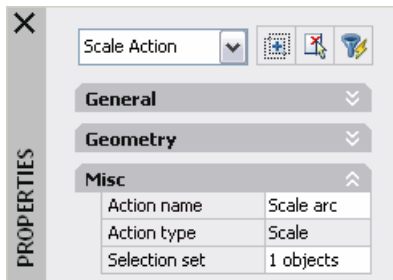 Scale Action
General
Geometry
Misc
Action name Scale arc
Action type Scale
Selection set 1 objects
PROPERTIES